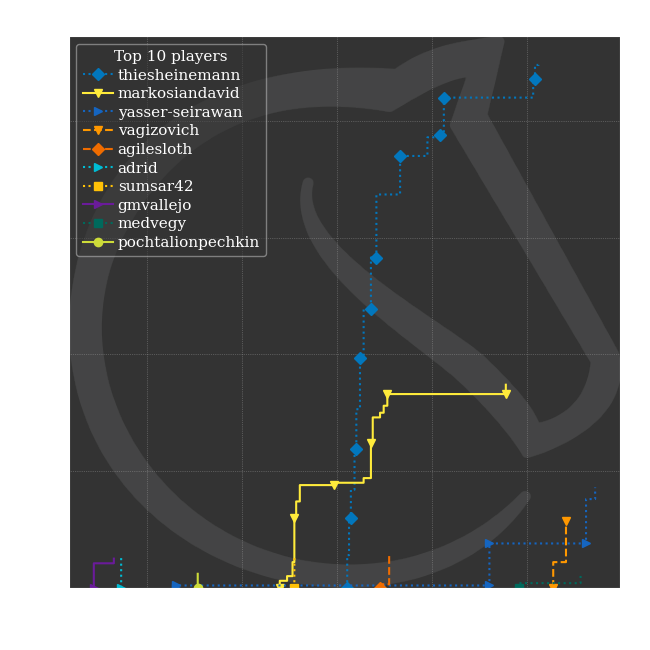 Top 10 players
thiesheinemann
markosiandavid
yasser-seirawan
vagizovich
agilesloth
adrid
sumsar42
gmvallejo
medvegy
pochtalionpechkin